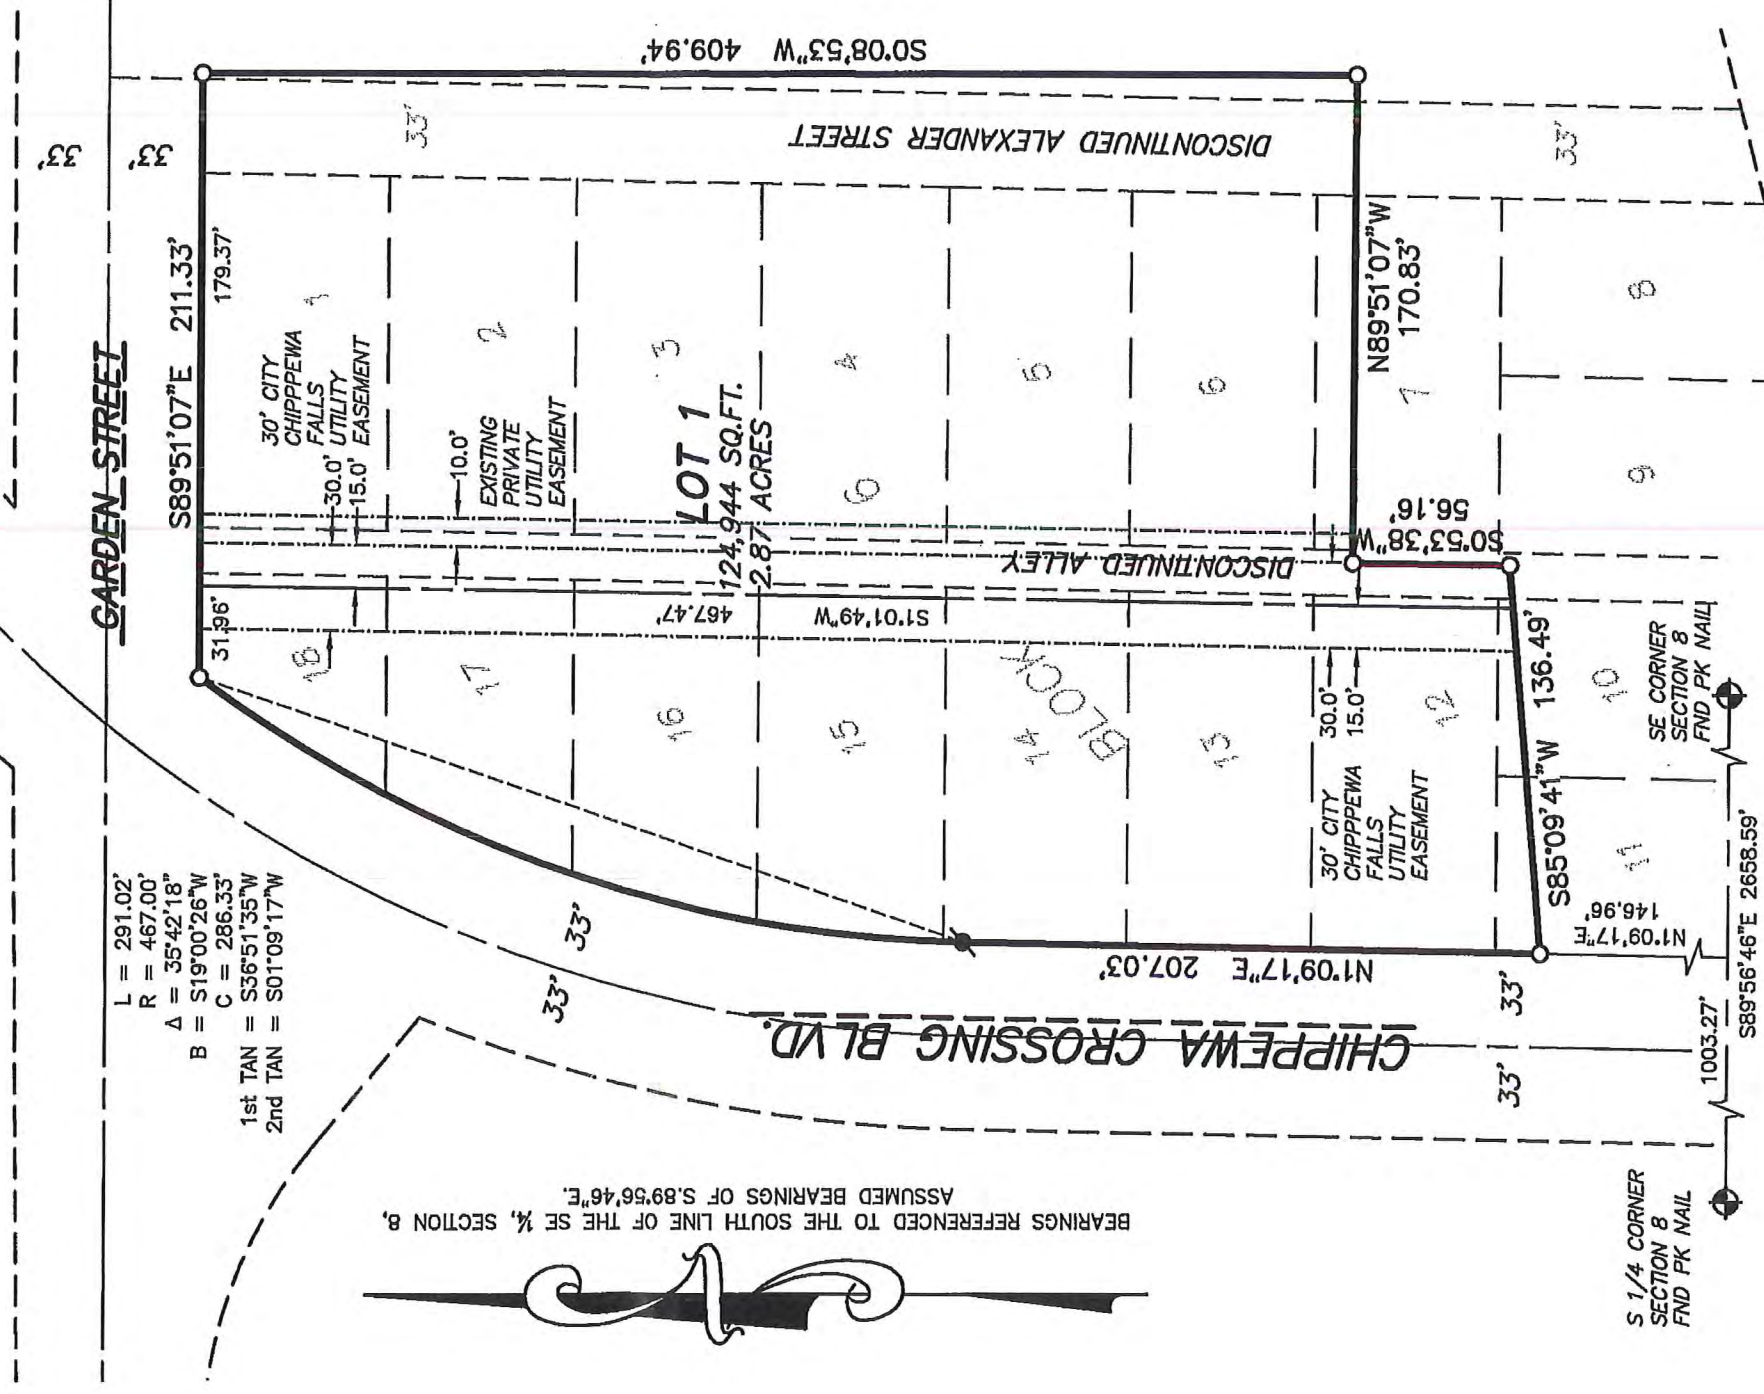 GARDEN STREET
33'
33'
S89°51'07"E 211.33'
179.37'
31.96'
S0°08'53"W 409.94'
33'
DISCONTINUED ALEXANDER STREET
33'
30' CITY
CHIPPPEWA
FALLS
UTILITY
EASEMENT
30.0'
15.0'
10.0'
EXISTING
PRIVATE
UTILITY
EASEMENT
LOT 1
124,944 SQ.FT.
2.87 ACRES
1
2
3
4
5
6
7
8
9
10
11
12
13
14
15
16
17
18
BLOCK 6
DISCONTINUED ALLEY
S1°01'49"W 467.47'
N89°51'07"W
170.83'
S0°53'38"W
56.16'
S85°09'41"W 136.49'
30' CITY
CHIPPPEWA
FALLS
UTILITY
EASEMENT
30.0'
15.0'
L = 291.02'
R = 467.00'
Δ = 35°42'18"
B = S19°00'26"W
C = 286.33'
1st TAN = S36°51'35"W
2nd TAN = S01°09'17"W
33'
33'
N1°09'17"E 207.03'
CHIPPEWA CROSSING BLVD.
33'
33'
N1°09'17"E
146.96'
SE CORNER
SECTION 8
FND PK NAIL
1003.27'
S89°56'46"E 2658.59'
S 1/4 CORNER
SECTION 8
FND PK NAIL
BEARINGS REFERENCED TO THE SOUTH LINE OF THE SE ¼, SECTION 8,
ASSUMED BEARINGS OF S.89°56'46"E.
N